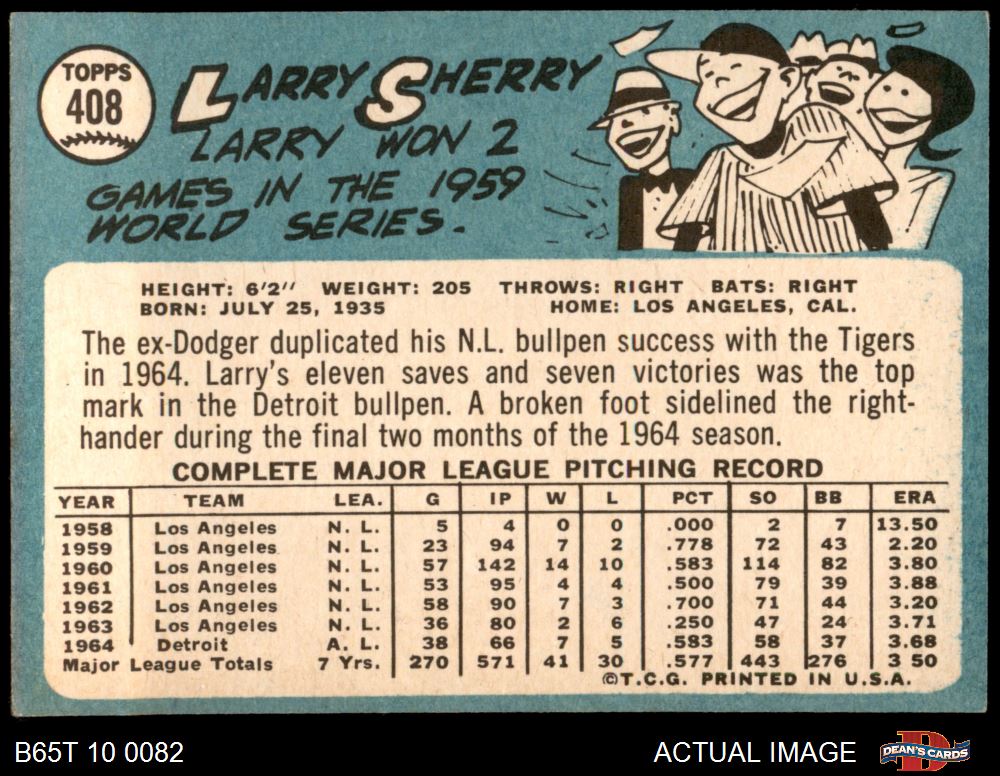 TOPPS
408
LARRY SHERRY
LARRY WON 2
GAMES IN THE 1959
WORLD SERIES.
HEIGHT: 6'2" WEIGHT: 205 THROWS: RIGHT BATS: RIGHT
BORN: JULY 25, 1935 HOME: LOS ANGELES, CAL.
The ex-Dodger duplicated his N.L. bullpen success with the Tigers
in 1964. Larry's eleven saves and seven victories was the top
mark in the Detroit bullpen. A broken foot sidelined the right-
hander during the final two months of the 1964 season.
COMPLETE MAJOR LEAGUE PITCHING RECORD
YEAR TEAM LEA. G IP W L PCT SO BB ERA
1958 Los Angeles N. L. 5 4 0 0 .000 2 7 13.50
1959 Los Angeles N. L. 23 94 7 2 .778 72 43 2.20
1960 Los Angeles N. L. 57 142 14 10 .583 114 82 3.80
1961 Los Angeles N. L. 53 95 4 4 .500 79 39 3.88
1962 Los Angeles N. L. 58 90 7 3 .700 71 44 3.20
1963 Los Angeles N. L. 36 80 2 6 .250 47 24 3.71
1964 Detroit A. L. 38 66 7 5 .583 58 37 3.68
Major League Totals 7 Yrs. 270 571 41 30 .577 443 276 3 50
©T.C.G. PRINTED IN U.S.A.
B65T 10 0082 ACTUAL IMAGE DEAN'S CARDS